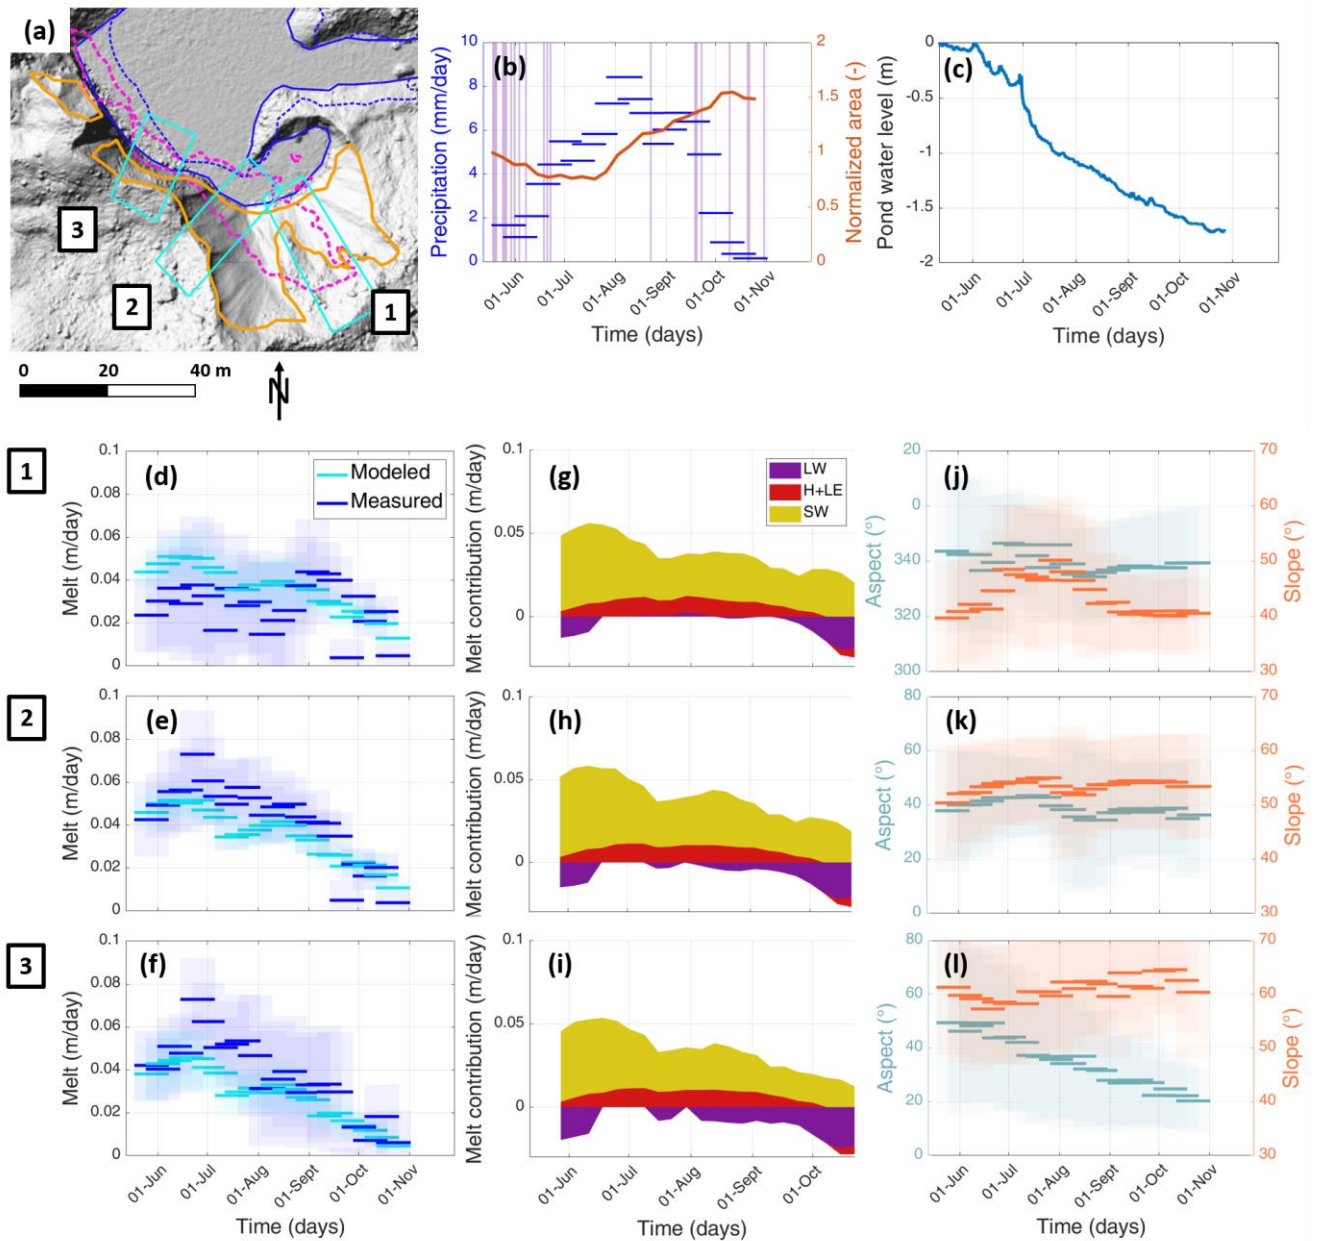 (a)
3
2
1
0 20 40 m
N
(b)
Precipitation (mm/day)
10
8
6
4
2
0
Normalized area (-)
2
1.5
1
0.5
0
01-Jun 01-Jul 01-Aug 01-Sept 01-Oct 01-Nov
Time (days)
(c)
Pond water level (m)
0
-0.5
-1
-1.5
-2
01-Jun 01-Jul 01-Aug 01-Sept 01-Oct 01-Nov
Time (days)
1
(d)
Modeled
Measured
Melt (m/day)
0.1
0.08
0.06
0.04
0.02
0
(g)
LW
H+LE
SW
Melt contribution (m/day)
0.1
0.05
0
(j)
Aspect (°)
20
0
340
320
300
Slope (°)
70
60
50
40
30
2
(e)
Melt (m/day)
0.1
0.08
0.06
0.04
0.02
0
(h)
Melt contribution (m/day)
0.1
0.05
0
(k)
Aspect (°)
80
60
40
20
0
Slope (°)
70
60
50
40
30
3
(f)
Melt (m/day)
0.1
0.08
0.06
0.04
0.02
0
01-Jun 01-Jul 01-Aug 01-Sept 01-Oct 01-Nov
Time (days)
(i)
Melt contribution (m/day)
0.1
0.05
0
01-Jun 01-Jul 01-Aug 01-Sept 01-Oct
Time (days)
(l)
Aspect (°)
80
60
40
20
0
Slope (°)
70
60
50
40
30
01-Jun 01-Jul 01-Aug 01-Sept 01-Oct 01-Nov
Time (days)